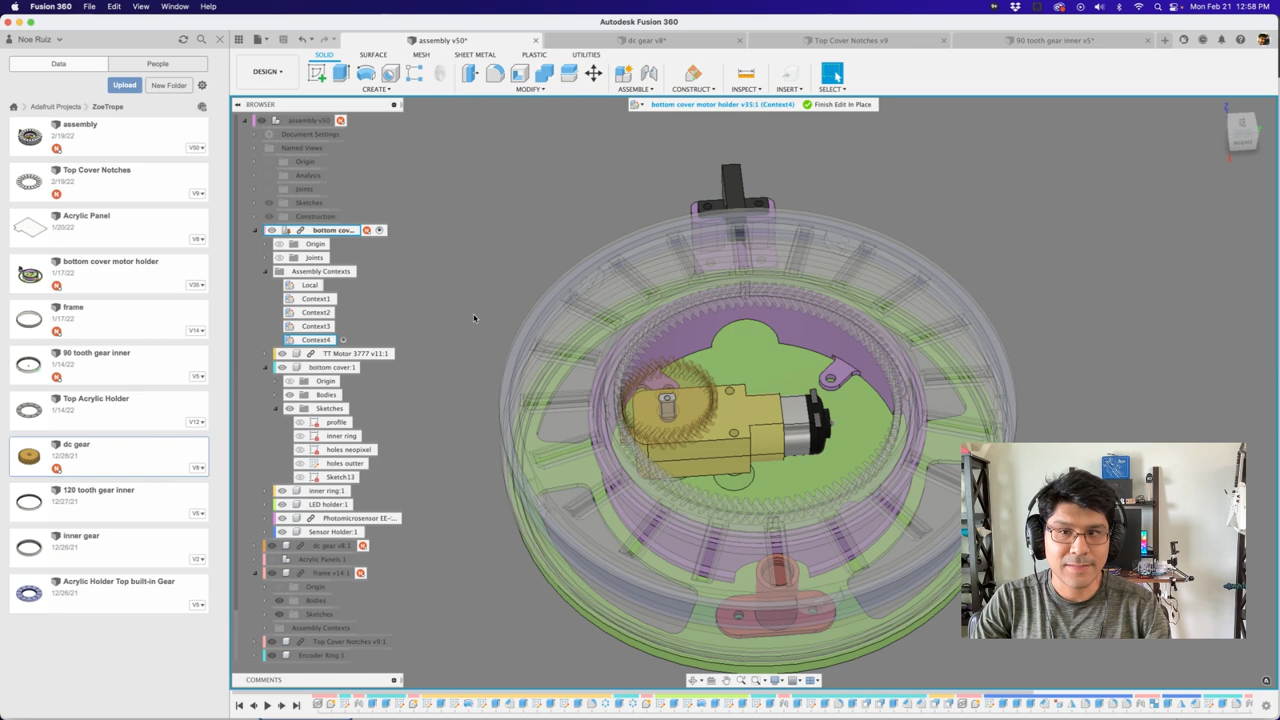 Fusion 360 File Edit View Window Help
Mon Feb 21 12:58 PM
Autodesk Fusion 360
Noe Ruiz
assembly v50*
dc gear v8*
Top Cover Notches v9
90 tooth gear inner v5*
SOLID SURFACE MESH SHEET METAL PLASTIC UTILITIES
Data People
DESIGN
Upload New Folder
CREATE MODIFY ASSEMBLE CONSTRUCT INSPECT INSERT SELECT
Adafruit Projects ZoeTrope
BROWSER
bottom cover motor holder v35:1 (Context4) Finish Edit In Place
assembly
2/19/22
V50
Top Cover Notches
2/19/22
V9
Acrylic Panel
1/20/22
V8
bottom cover motor holder
1/17/22
V36
frame
1/17/22
V14
90 tooth gear inner
1/14/22
V5
Top Acrylic Holder
1/14/22
V12
dc gear
12/28/21
V8
120 tooth gear inner
12/27/21
V5
inner gear
12/26/21
V2
Acrylic Holder Top built-in Gear
12/26/21
V5
assembly v50
Document Settings
Named Views
Origin
Analysis
Joints
Sketches
Construction
bottom cov...
Origin
Joints
Assembly Contexts
Local
Context1
Context2
Context3
Context4
TT Motor 3777 v11:1
bottom cover:1
Origin
Bodies
Sketches
profile
inner ring
holes neopixel
holes outter
Sketch13
inner ring:1
LED holder:1
Photomicrosensor EE-...
Sensor Holder:1
dc gear v8:1
Acrylic Panels:1
frame v14:1
Origin
Bodies
Sketches
Assembly Contexts
Top Cover Notches v9:1
Encoder Ring:1
COMMENTS